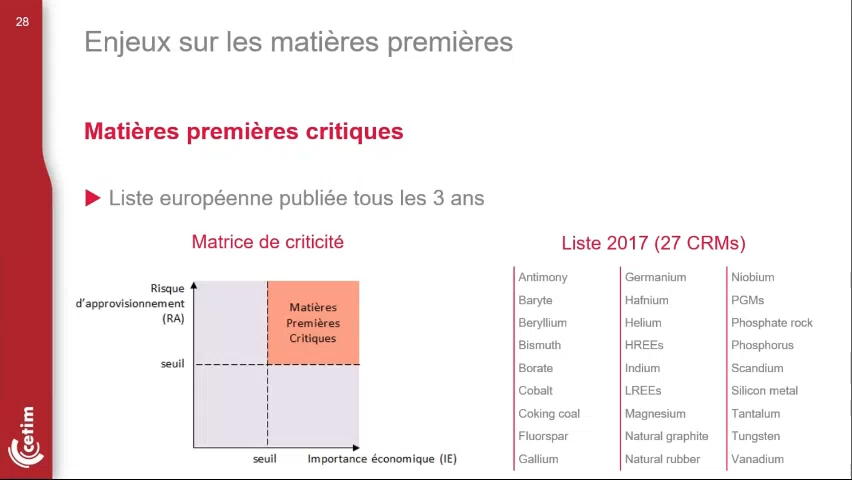 28
Enjeux sur les matières premières
Matières premières critiques
Liste européenne publiée tous les 3 ans
Matrice de criticité
Risque
d'approvisionnement
(RA)
Matières
Premières
Critiques
seuil
seuil
Importance économique (IE)
Liste 2017 (27 CRMs)
Antimony
Baryte
Beryllium
Bismuth
Borate
Cobalt
Coking coal
Fluorspar
Gallium
Germanium
Hafnium
Helium
HREEs
Indium
LREEs
Magnesium
Natural graphite
Natural rubber
Niobium
PGMs
Phosphate rock
Phosphorus
Scandium
Silicon metal
Tantalum
Tungsten
Vanadium
cetim